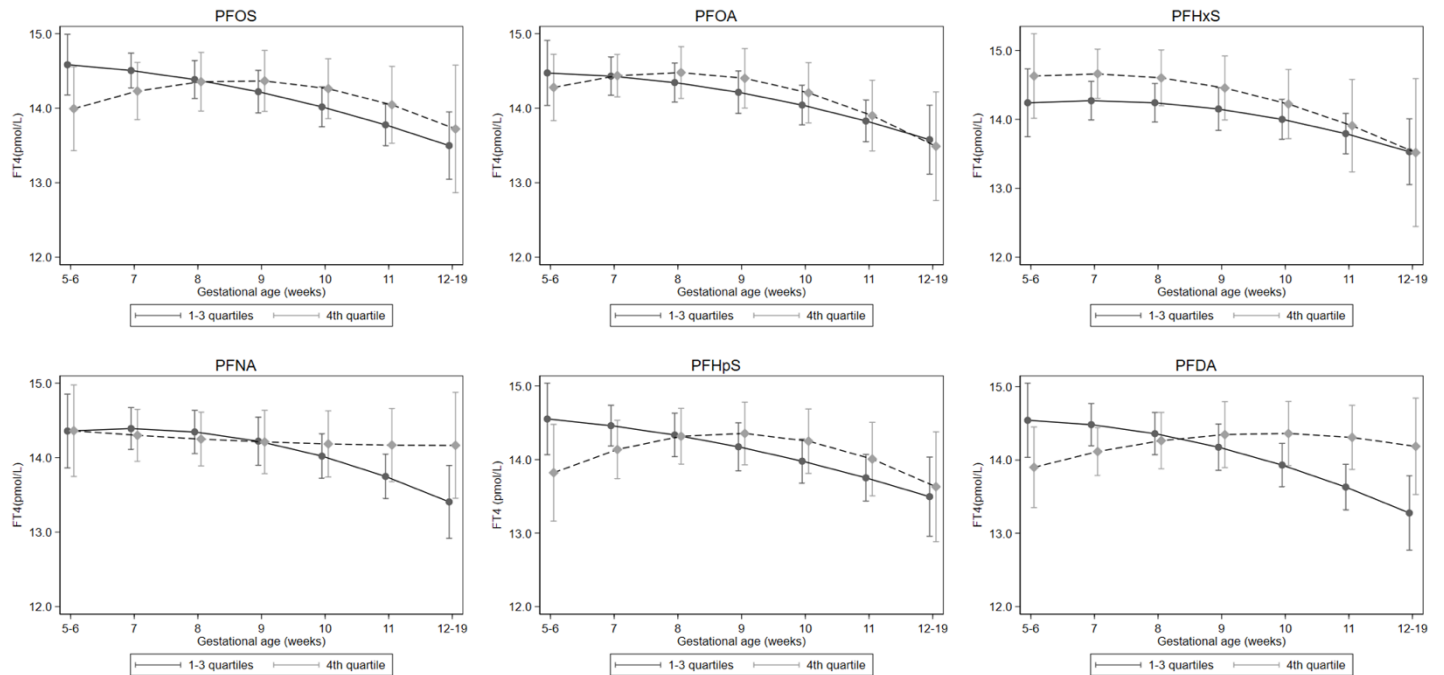 PFOS
FT4(pmol/L)
15.0
14.0
13.0
12.0
5-6 7 8 9 10 11 12-19
Gestational age (weeks)
1-3 quartiles 4th quartile
PFOA
FT4(pmol/L)
15.0
14.0
13.0
12.0
5-6 7 8 9 10 11 12-19
Gestational age (weeks)
1-3 quartiles 4th quartile
PFHxS
FT4(pmol/L)
15.0
14.0
13.0
12.0
5-6 7 8 9 10 11 12-19
Gestational age (weeks)
1-3 quartiles 4th quartile
PFNA
FT4(pmol/L)
15.0
14.0
13.0
12.0
5-6 7 8 9 10 11 12-19
Gestational age (weeks)
1-3 quartiles 4th quartile
PFHpS
FT4 (pmol/L)
15.0
14.0
13.0
12.0
5-6 7 8 9 10 11 12-19
Gestational age (weeks)
1-3 quartiles 4th quartile
PFDA
FT4(pmol/L)
15.0
14.0
13.0
12.0
5-6 7 8 9 10 11 12-19
Gestational age (weeks)
1-3 quartiles 4th quartile